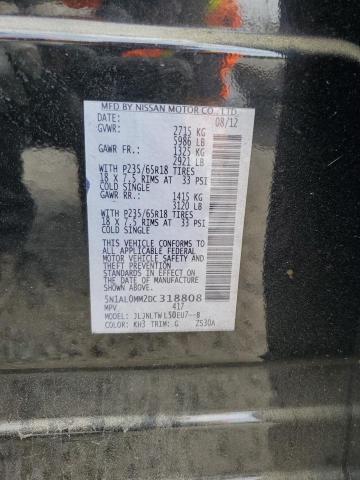 MFD BY NISSAN MOTOR CO., LTD.
DATE: 08/12
GVWR: 2715 KG
5986 LB
GAWR FR.: 1325 KG
2921 LB
WITH P235/65R18 TIRES
18 X 7.5 RIMS AT 33 PSI
COLD SINGLE
GAWR RR.: 1415 KG
3120 LB
WITH P235/65R18 TIRES
18 X 7.5 RIMS AT 33 PSI
COLD SINGLE
THIS VEHICLE CONFORMS TO
ALL APPLICABLE FEDERAL
MOTOR VEHICLE SAFETY
STANDARDS IN EFFECT ON THE
DATE OF MANUFACTURE
SHOWN ABOVE.
5N1AL0MM2DC318808
MPV 417
MODEL: JLJNLTWL50EU7--B
COLOR: KH3 TRIM: G ZS30A